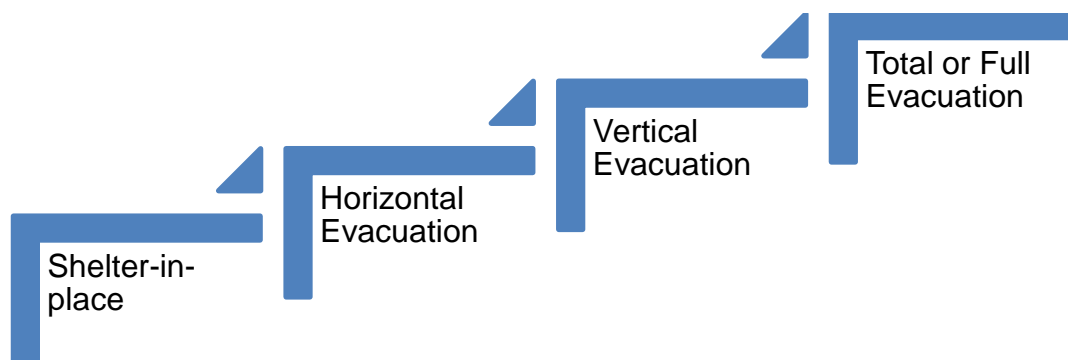 Shelter-in-
place
Horizontal
Evacuation
Vertical
Evacuation
Total or Full
Evacuation